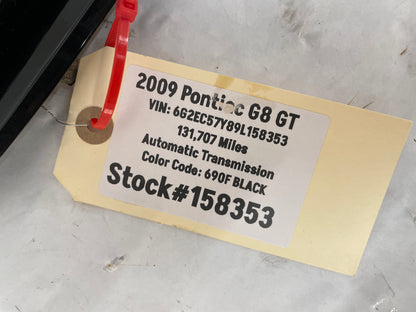 2009 Pontiac G8 GT
VIN: 6G2EC57Y89L158353
131,707 Miles
Automatic Transmission
Color Code: 690F BLACK
Stock#158353